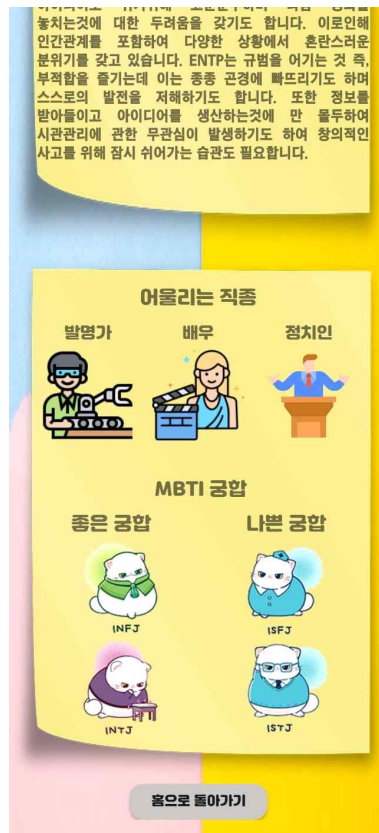 놓치는것에 대한 두려움을 갖기도 합니다. 이로인해
인간관계를 포함하여 다양한 상황에서 혼란스러운
분위기를 갖고 있습니다. ENTP는 규범을 어기는 것 즉,
부적합을 즐기는데 이는 종종 곤경에 빠뜨리기도 하며
스스로의 발전을 저해하기도 합니다. 또한 정보를
받아들이고 아이디어를 생산하는것에 만 몰두하여
시관관리에 관한 무관심이 발생하기도 하여 창의적인
사고를 위해 잠시 쉬어가는 습관도 필요합니다.
어울리는 직종
발명가 배우 정치인
MBTI 궁합
좋은 궁합 나쁜 궁합
INFJ ISFJ
INTJ ISTJ
홈으로 돌아가기